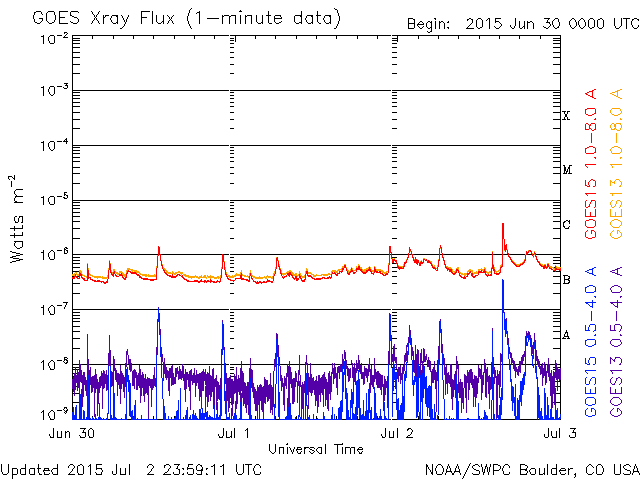 GOES Xray Flux (1-minute data)
Begin: 2015 Jun 30 0000 UTC
10-2
10-3
10-4
10-5
10-6
10-7
10-8
10-9
Watts m-2
X
M
C
B
A
GOES15 1.0-8.0 A
GOES13 1.0-8.0 A
GOES15 0.5-4.0 A
GOES13 0.5-4.0 A
Jun 30
Jul 1
Jul 2
Jul 3
Universal Time
Updated 2015 Jul 2 23:59:11 UTC
NOAA/SWPC Boulder, CO USA